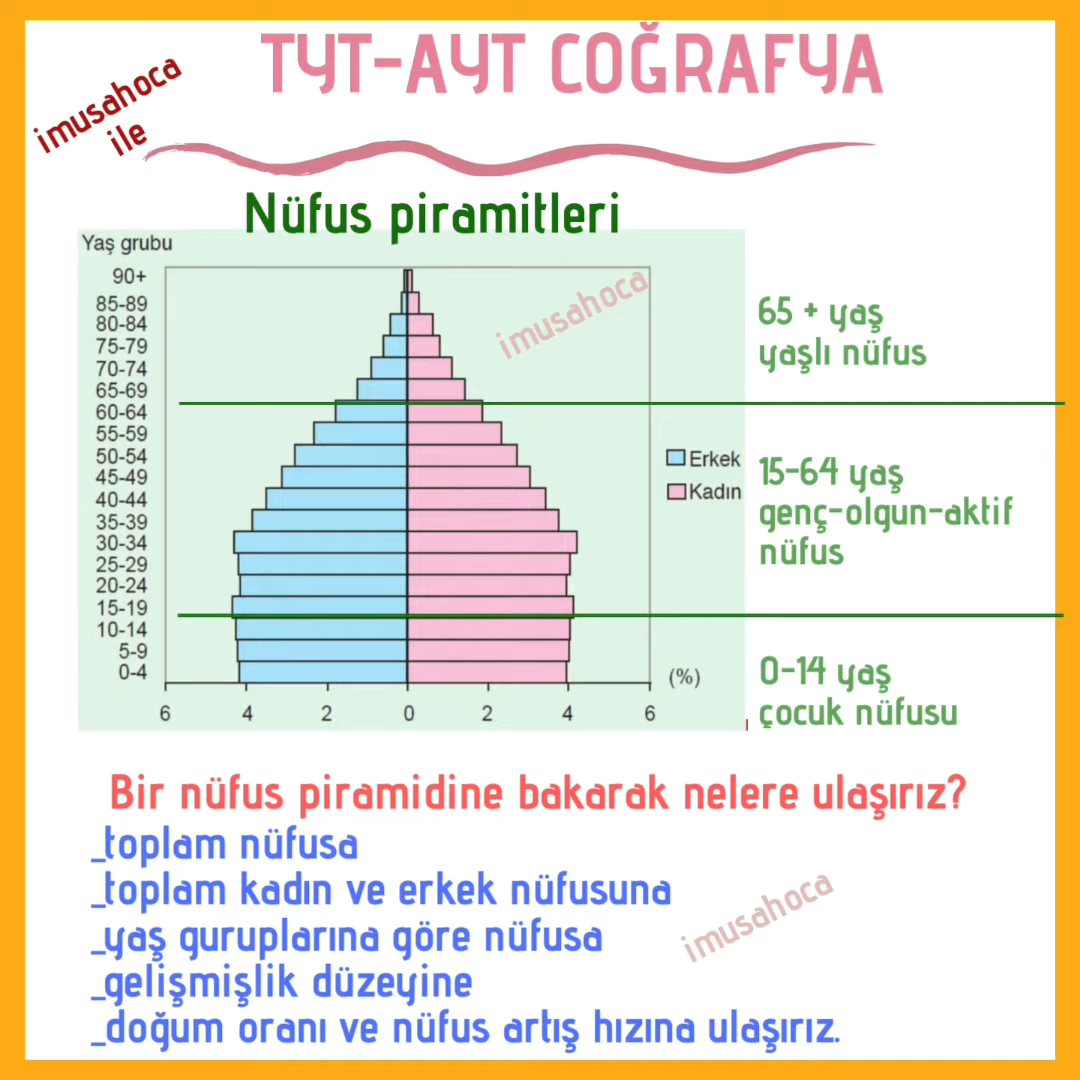 TYT-AYT COĞRAFYA
imusahoca
ile
Nüfus piramitleri
Yaş grubu
90+
85-89
80-84
75-79
70-74
65-69
60-64
55-59
50-54
45-49
40-44
35-39
30-34
25-29
20-24
15-19
10-14
5-9
0-4
6 4 2 0 2 4 6
(%)
imusahoca
Erkek
Kadın
65 + yaş
yaşlı nüfus
15-64 yaş
genç-olgun-aktif
nüfus
0-14 yaş
çocuk nüfusu
Bir nüfus piramidine bakarak nelere ulaşırız?
_toplam nüfusa
_toplam kadın ve erkek nüfusuna
_yaş guruplarına göre nüfusa
_gelişmişlik düzeyine
_doğum oranı ve nüfus artış hızına ulaşırız.
imusahoca